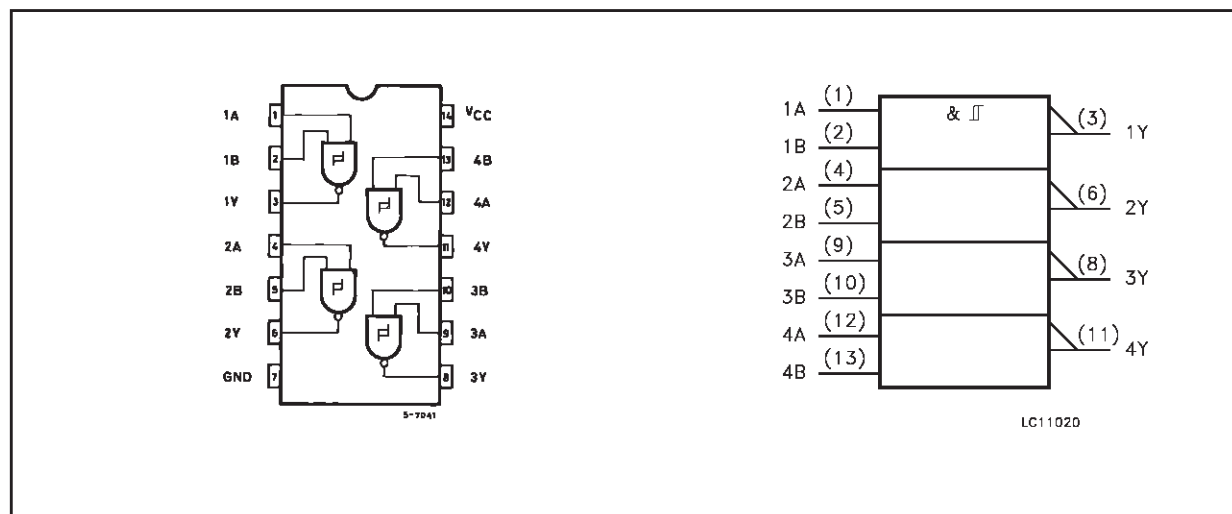 1A 1 14 VCC
1B 2 13 4B
1Y 3 12 4A
2A 4 11 4Y
2B 5 10 3B
2Y 6 9 3A
GND 7 8 3Y
S-7041
& 
1A (1)
1B (2)
2A (4)
2B (5)
3A (9)
3B (10)
4A (12)
4B (13)
(3) 1Y
(6) 2Y
(8) 3Y
(11) 4Y
LC11020